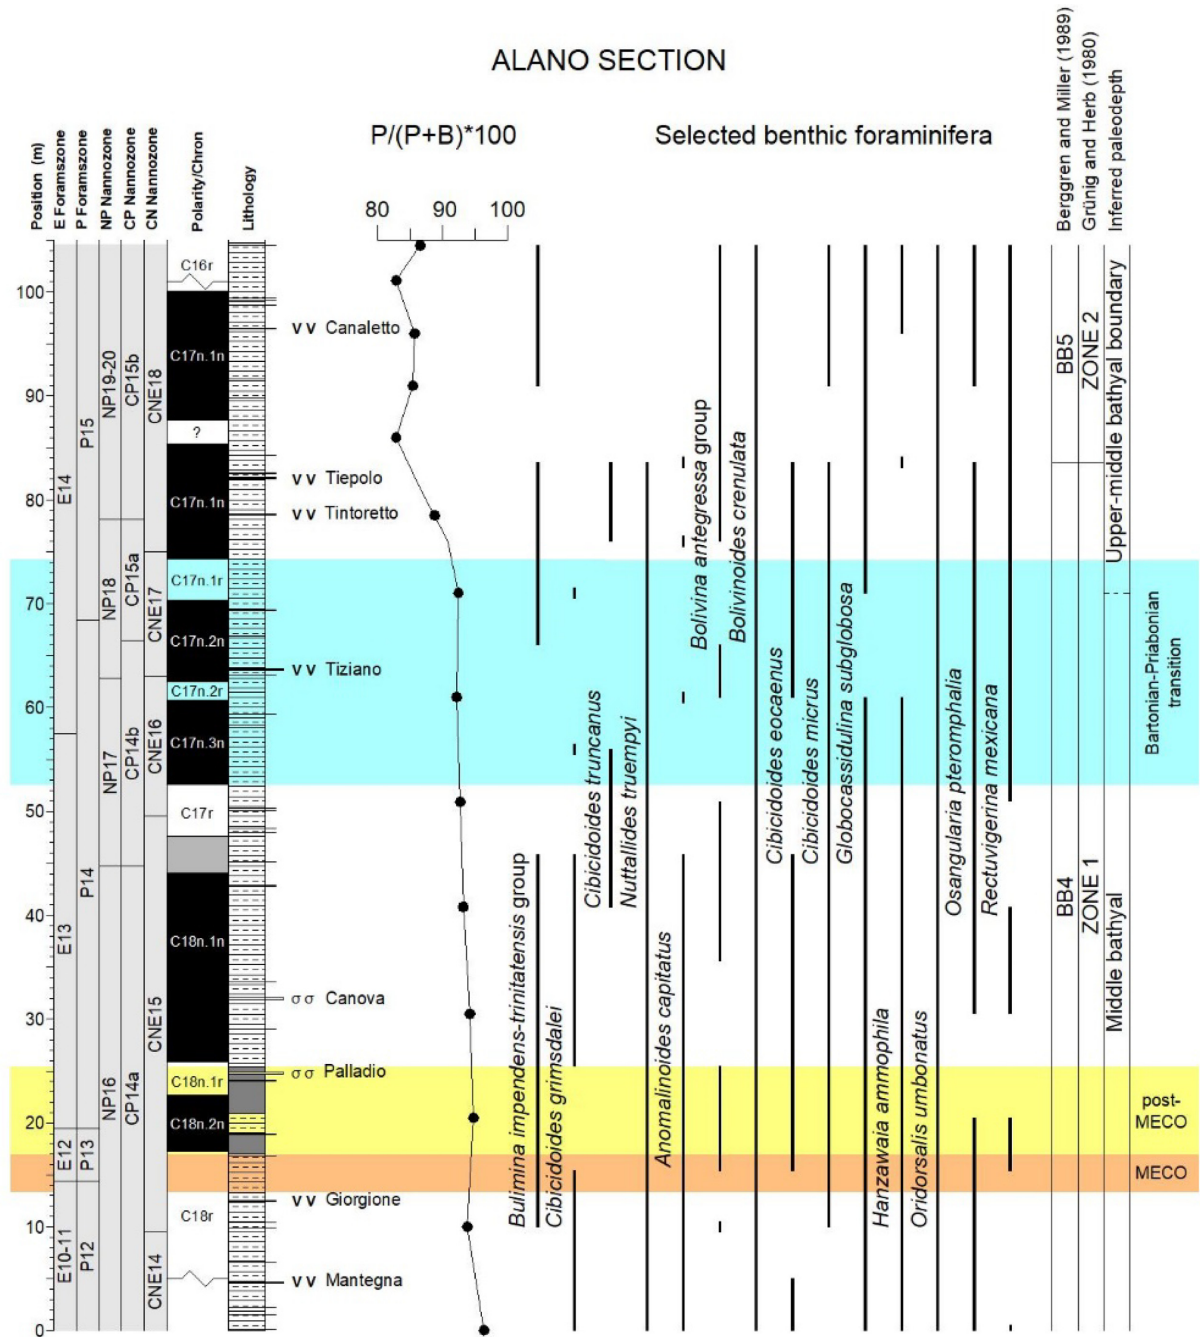 ALANO SECTION
P/(P+B)*100
Selected benthic foraminifera
Position (m)
E Foramszone
P Foramszone
NP Nannozone
CP Nannozone
CN Nannozone
Polarity/Chron
Lithology
Berggren and Miller (1989)
Grünig and Herb (1980)
Inferred paleodepth
80 90 100
100
90
80
70
60
50
40
30
20
10
0
E14
E13
E12
E10-11
P15
P14
P13
P12
NP19-20
NP18
NP17
NP16
CP15b
CP15a
CP14b
CP14a
CNE18
CNE17
CNE16
CNE15
CNE14
C16r
C17n.1n
?
C17n.1n
C17n.1r
C17n.2n
C17n.2r
C17n.3n
C17r
C18n.1n
C18n.1r
C18n.2n
C18r
v v Canaletto
v v Tiepolo
v v Tintoretto
v v Tiziano
σσ Canova
σσ Palladio
v v Giorgione
v v Mantegna
Bulimina impendens-trinitatensis group
Cibicidoides grimsdalei
Cibicidoides truncanus
Nuttallides truempyi
Anomalinoides capitatus
Bolivina antegressa group
Bolivinoides crenulata
Cibicidoides eocaenus
Cibicidoides micrus
Globocassidulina subglobosa
Hanzawaia ammophila
Oridorsalis umbonatus
Osangularia pteromphalia
Rectuvigerina mexicana
BB5
BB4
ZONE 2
ZONE 1
Upper-middle bathyal boundary
Middle bathyal
Bartonian-Priabonian
transition
post-
MECO
MECO